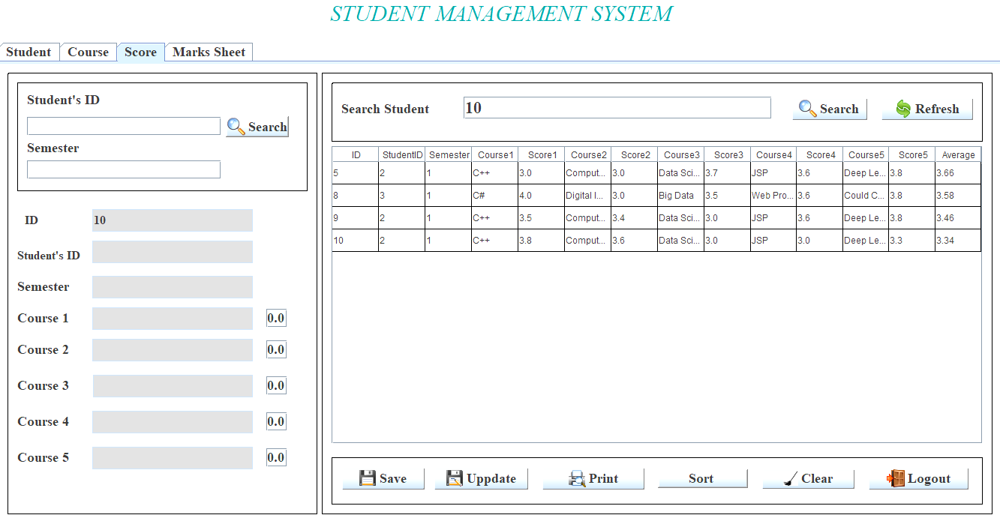 STUDENT MANAGEMENT SYSTEM
Student Course Score Marks Sheet
Student's ID
Search
Semester
ID 10
Student's ID
Semester
Course 1 0.0
Course 2 0.0
Course 3 0.0
Course 4 0.0
Course 5 0.0
Search Student 10 Search Refresh
ID StudentID Semester Course1 Score1 Course2 Score2 Course3 Score3 Course4 Score4 Course5 Score5 Average
5 2 1 C++ 3.0 Comput... 3.0 Data Sci... 3.7 JSP 3.6 Deep Le... 3.8 3.66
8 3 1 C# 4.0 Digital I... 3.0 Big Data 3.5 Web Pro... 3.6 Could C... 3.8 3.58
9 2 1 C++ 3.5 Comput... 3.4 Data Sci... 3.0 JSP 3.6 Deep Le... 3.8 3.46
10 2 1 C++ 3.8 Comput... 3.6 Data Sci... 3.0 JSP 3.0 Deep Le... 3.3 3.34
Save Uppdate Print Sort Clear Logout